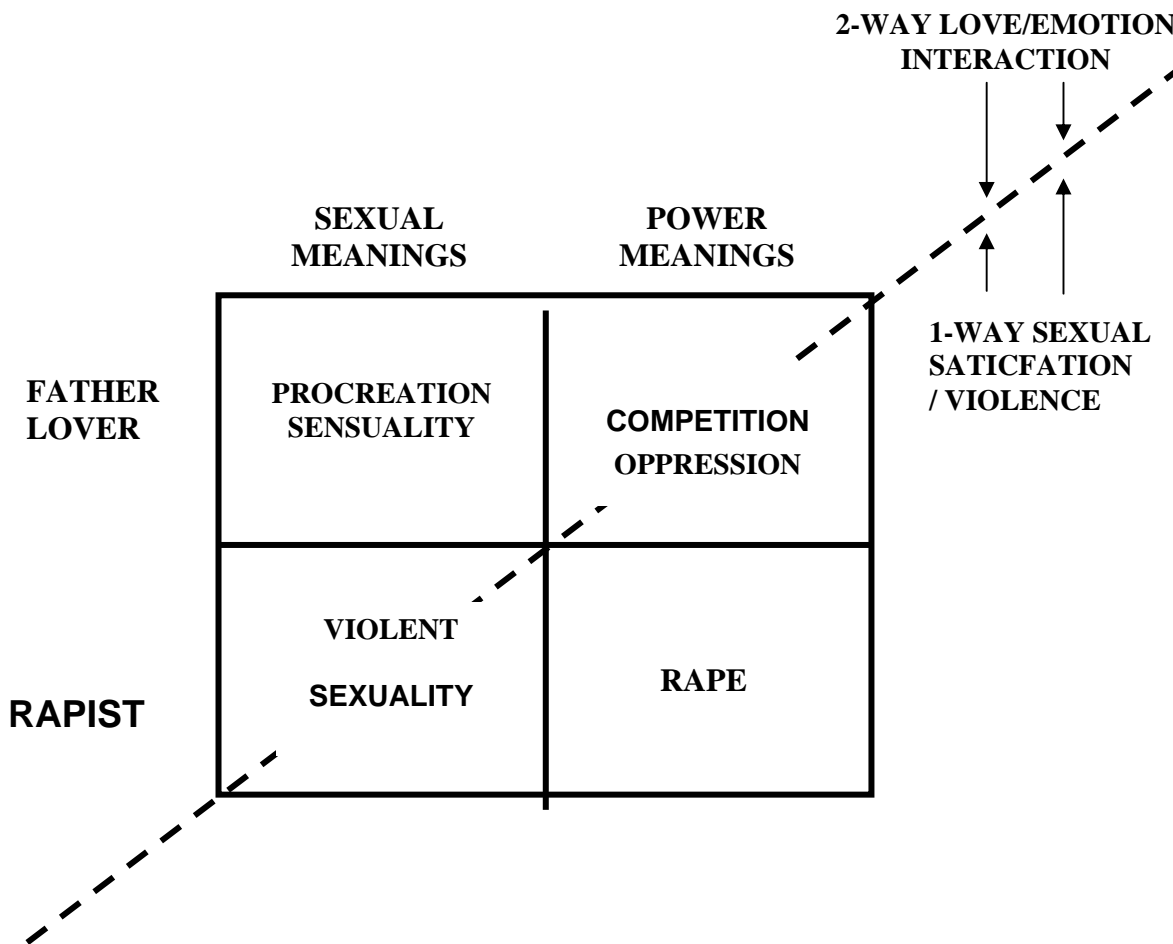 2-WAY LOVE/EMOTION
INTERACTION
SEXUAL
MEANINGS
POWER
MEANINGS
1-WAY SEXUAL
SATICFATION
/ VIOLENCE
FATHER
LOVER
PROCREATION
SENSUALITY
COMPETITION
OPPRESSION
VIOLENT
SEXUALITY
RAPE
RAPIST